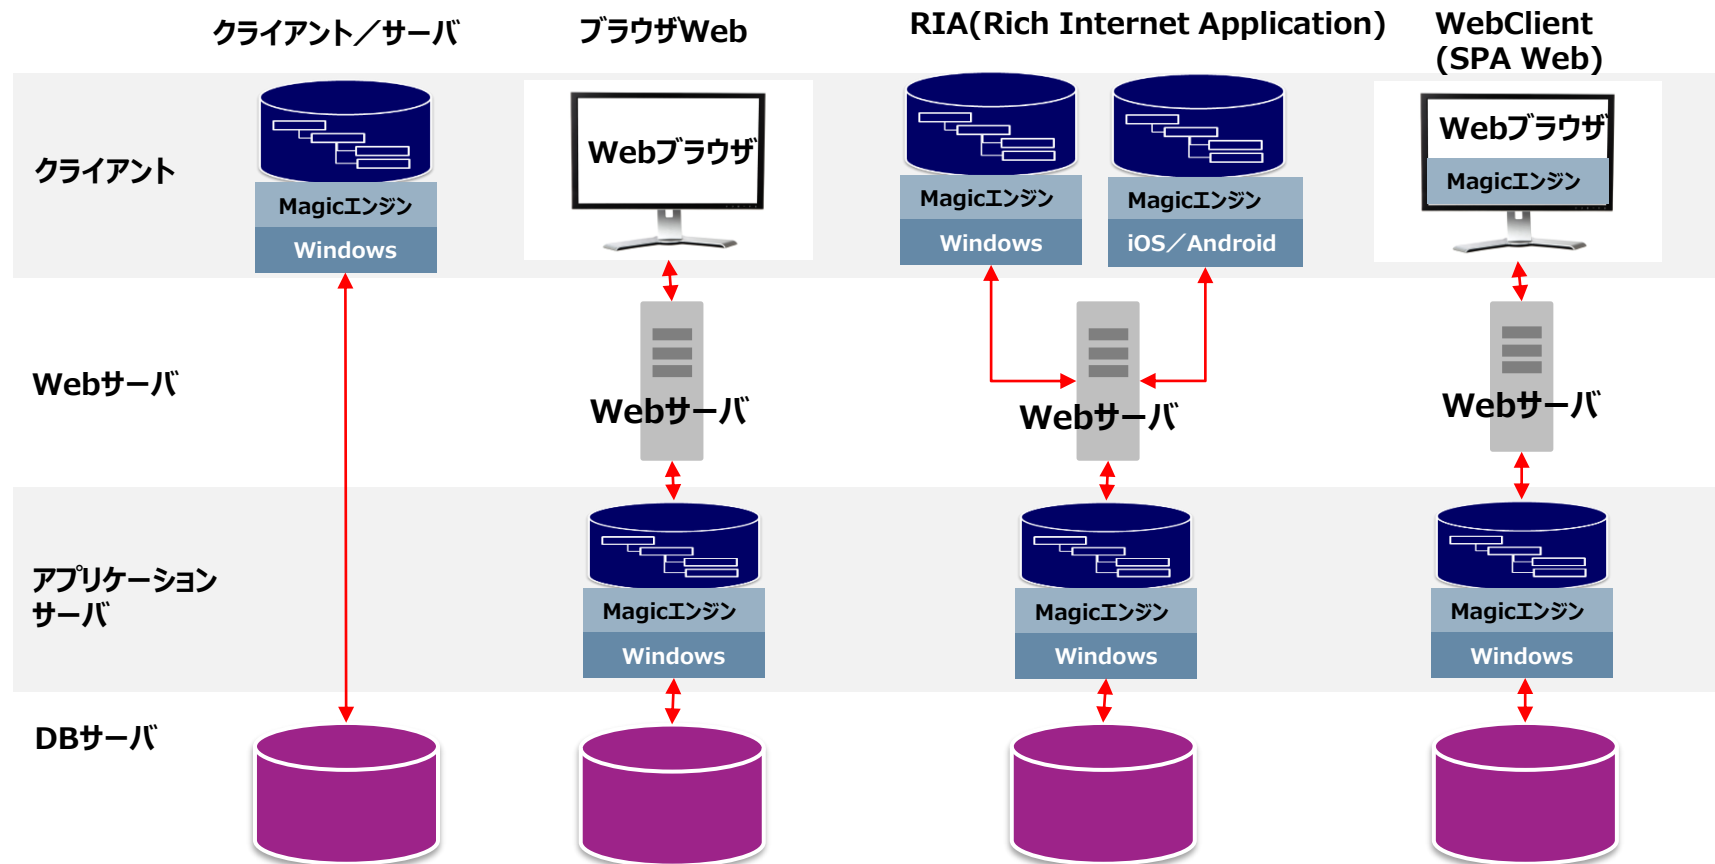 クライアント／サーバ
ブラウザWeb
RIA(Rich Internet Application)
WebClient
(SPA Web)
クライアント
Magicエンジン
Windows
Webブラウザ
Magicエンジン
Windows
Magicエンジン
iOS／Android
Webブラウザ
Magicエンジン
Webサーバ
Webサーバ
Webサーバ
Webサーバ
アプリケーション
サーバ
Magicエンジン
Windows
Magicエンジン
Windows
Magicエンジン
Windows
DBサーバ